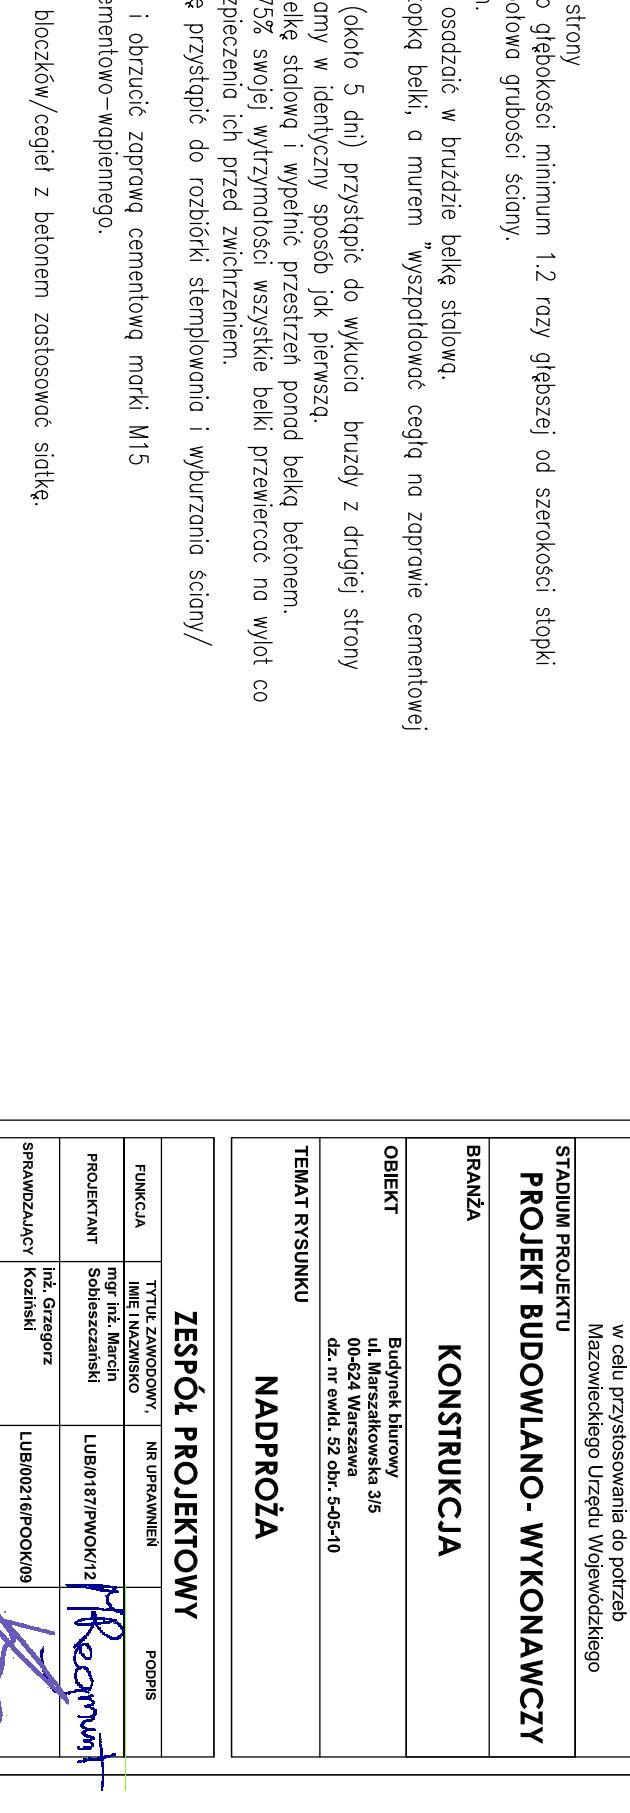 strony
głębokości minimum 1.2 razy głębszej od szerokości stopki
grubości ściany.
osadzaić w bruździe belkę stalową.
belki, a murem "wyszpałdować cegłą na zaprawie cementowej
(około 5 dni) przystąpić do wykucia bruzdy z drugiej strony
w identyczny sposób jak pierwszą.
stalową i wypełnić przestrzeń ponad belką betonem.
75% swojej wytrzymałości wszystkie belki przewiercać na wylot co
ich przed zwichrzeniem.
przystąpić do rozbiórki stemplowania i wyburzania ściany/
i obrzucić zaprawą cementową marki M15
ementowo-wapiennego.
bloczków/cegieł z betonem zastosować siatkę.
w celu przystosowania do potrzeb
Mazowieckiego Urzędu Wojewódzkiego
STADIUM PROJEKTU
PROJEKT BUDOWLANO- WYKONAWCZY
BRANŻA
KONSTRUKCJA
OBIEKT
Budynek biurowy
ul. Marszałkowska 3/5
00-624 Warszawa
dz. nr ewid. 52 obr. 5-05-10
TEMAT RYSUNKU
NADPROŻA
ZESPÓŁ PROJEKTOWY
FUNKCJA
TYTUŁ ZAWODOWY,
IMIĘ I NAZWISKO
NR UPRAWNIEŃ
PODPIS
PROJEKTANT
mgr inż. Marcin
Sobieszczański
LUB/0187/PWOK/12
SPRAWDZAJĄCY
inż. Grzegorz
Koziński
LUB/00216/POOK/09